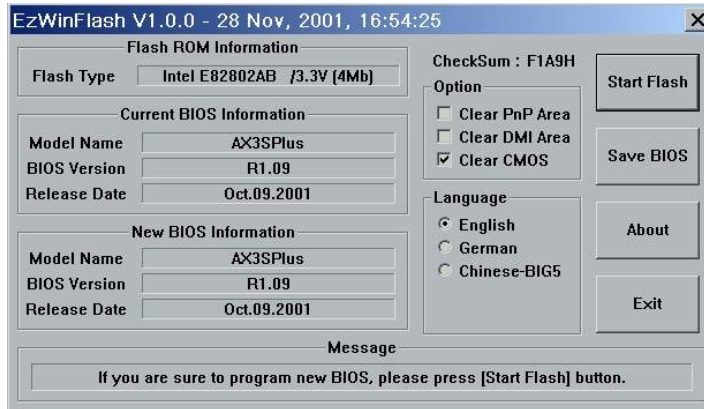 EzWinFlash V1.0.0 - 28 Nov, 2001, 16:54:25
Flash ROM Information
Flash Type Intel E82802AB /3.3V (4Mb)
Current BIOS Information
Model Name AX3SPlus
BIOS Version R1.09
Release Date Oct.09.2001
New BIOS Information
Model Name AX3SPlus
BIOS Version R1.09
Release Date Oct.09.2001
CheckSum : F1A9H
Option
Clear PnP Area
Clear DMI Area
Clear CMOS
Language
English
German
Chinese-BIG5
Start Flash
Save BIOS
About
Exit
Message
If you are sure to program new BIOS, please press [Start Flash] button.